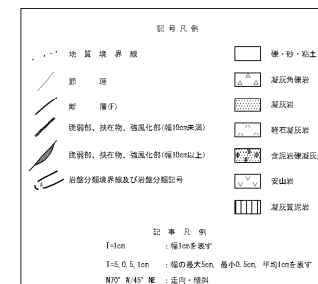 記号凡例
地質境界線
節理
断層(F)
脆弱部、挟在物、強風化部(幅10cm未満)
脆弱部、挟在物、強風化部(幅10cm以上)
岩盤分類境界線及び岩盤分類記号
礫・砂・粘土
凝灰角礫岩
凝灰岩
軽石凝灰岩
含泥岩礫凝灰
安山岩
凝灰質泥岩
記事凡例
T=1cm :幅1cmを表す
T=5,0.5,1cm :幅の最大5cm, 最小0.5cm, 平均1cmを表す
N70° W/45° NE :走向・傾斜